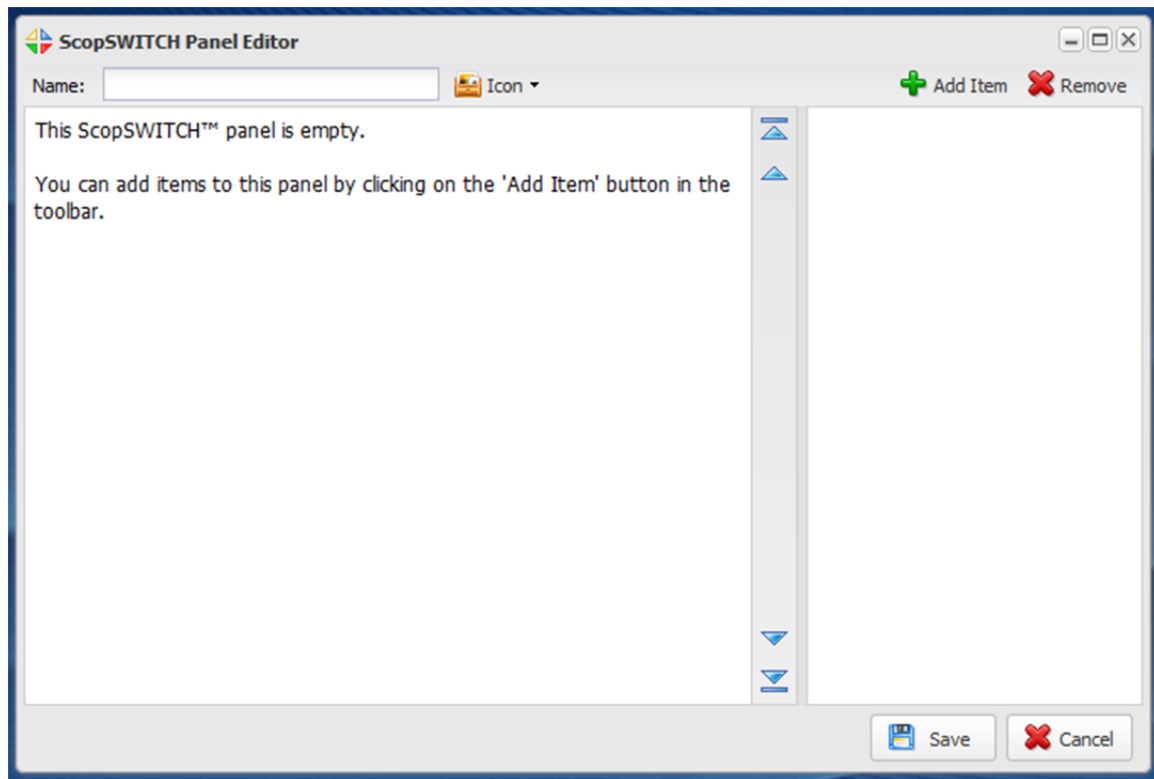 ScopSWITCH Panel Editor
Name:
Icon
Add Item
Remove
This ScopSWITCH™ panel is empty.
You can add items to this panel by clicking on the 'Add Item' button in the
toolbar.
Save
Cancel